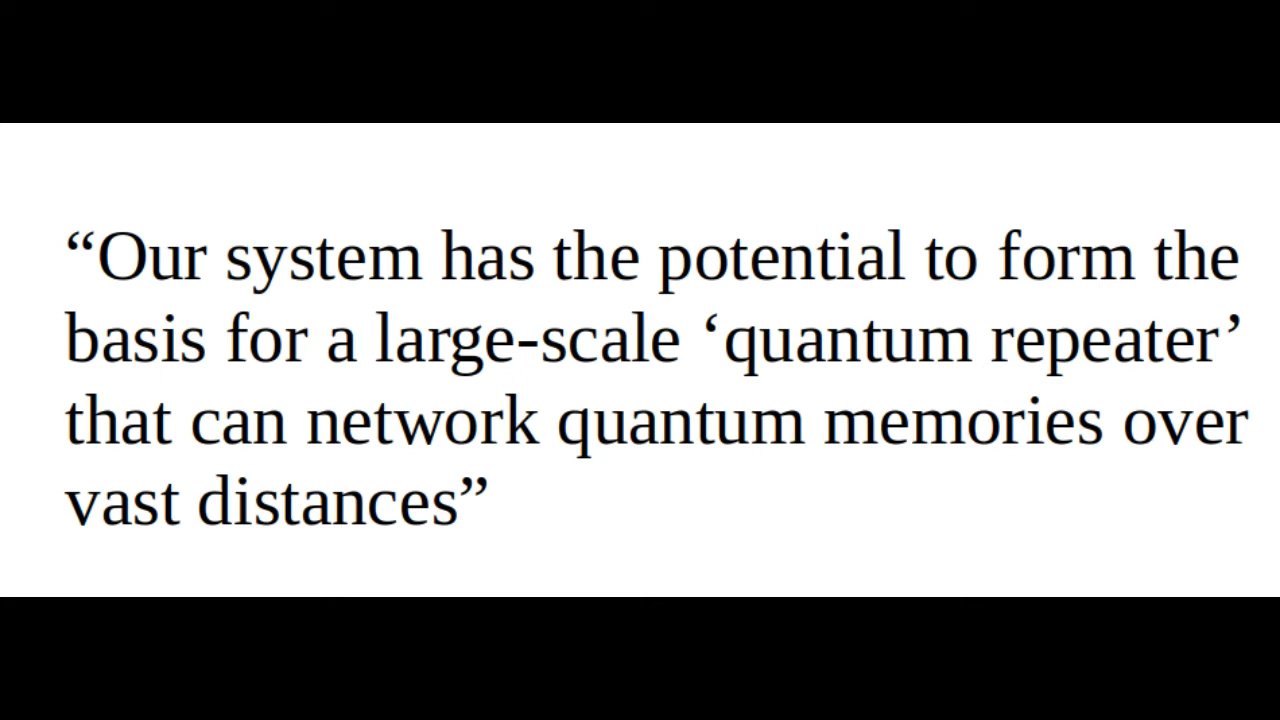 “Our system has the potential to form the
basis for a large-scale ‘quantum repeater’
that can network quantum memories over
vast distances”